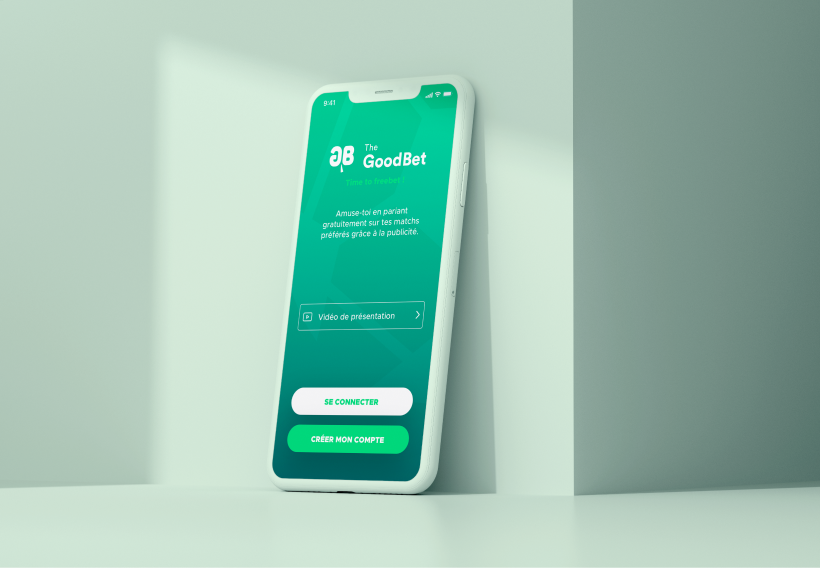 9:41
GB
The
GoodBet
Time to freebet
Amuse-toi en pariant
gratuitement sur tes matchs
préférés grâce à la publicité.
Vidéo de présentation
SE CONNECTER
CRÉER MON COMPTE